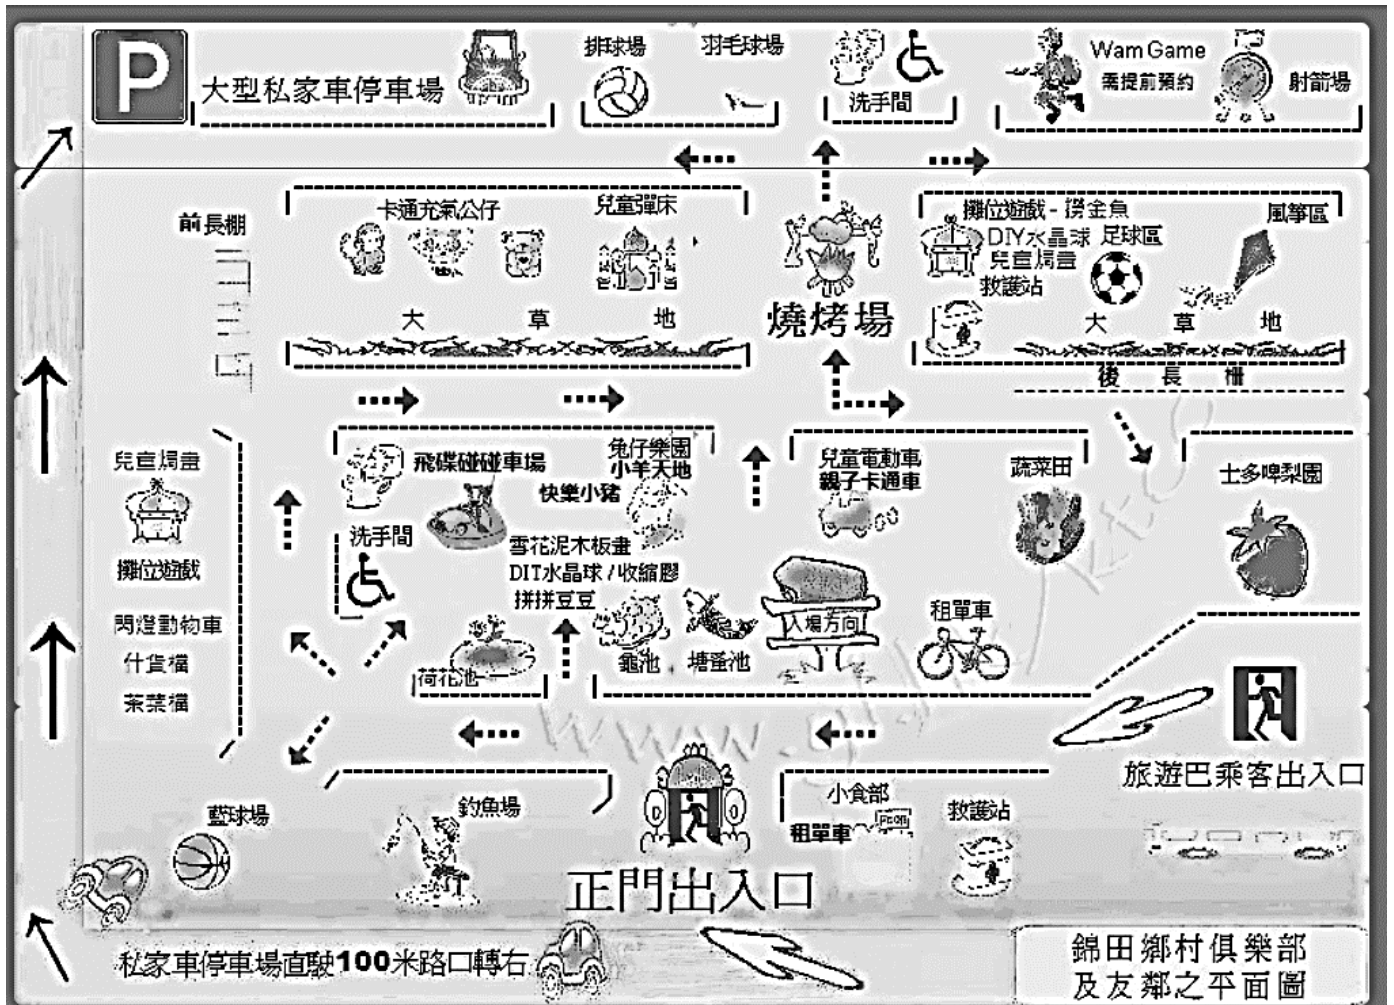 P
大型私家車停車場
排球場
羽毛球場
洗手間
Wam Game
需提前預約
射箭場
前長棚
卡通充氣公仔
兒童彈床
大 草 地
燒烤場
攤位遊戲 - 撈金魚
DIY水晶球 足球區
兒童焗畫
救護站
風箏區
大 草 地
後 長 柵
兒童焗畫
攤位遊戲
閃燈動物車
什貨檔
茶葉檔
飛碟碰碰車場
兔仔樂園
小羊天地
快樂小豬
洗手間
雪花泥木板畫
DIT水晶球 / 收縮膠
拼拼豆豆
荷花池
龜池
塘蚤池
兒童電動車
親子卡通車
蔬菜田
士多啤梨園
入場方向
租單車
旅遊巴乘客出入口
籃球場
釣魚場
正門出入口
小食部
租單車
救護站
私家車停車場直駛100米路口轉右
錦田鄉村俱樂部
及友鄰之平面圖